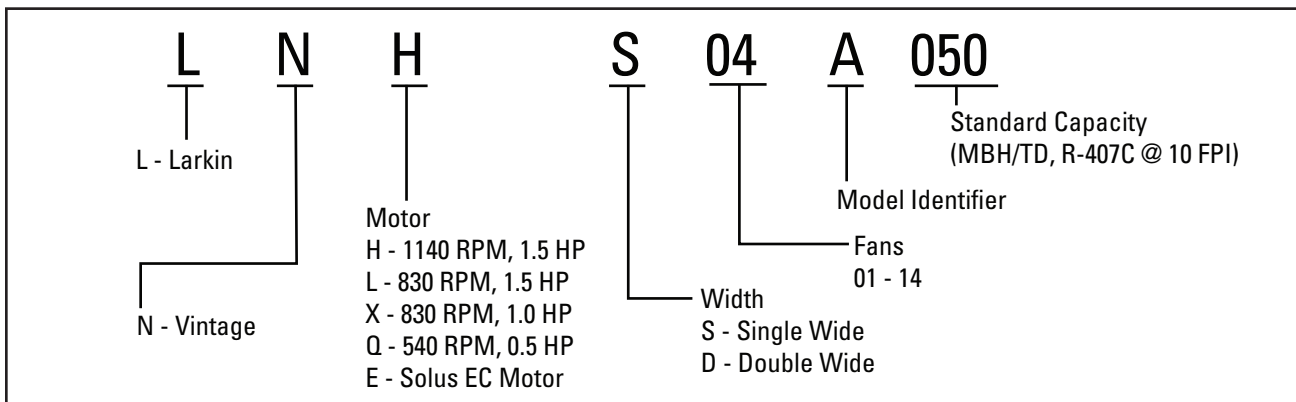 L N H S 04 A 050
L - Larkin
N - Vintage
Motor
H - 1140 RPM, 1.5 HP
L - 830 RPM, 1.5 HP
X - 830 RPM, 1.0 HP
Q - 540 RPM, 0.5 HP
E - Solus EC Motor
Width
S - Single Wide
D - Double Wide
Fans
01 - 14
Model Identifier
Standard Capacity
(MBH/TD, R-407C @ 10 FPI)